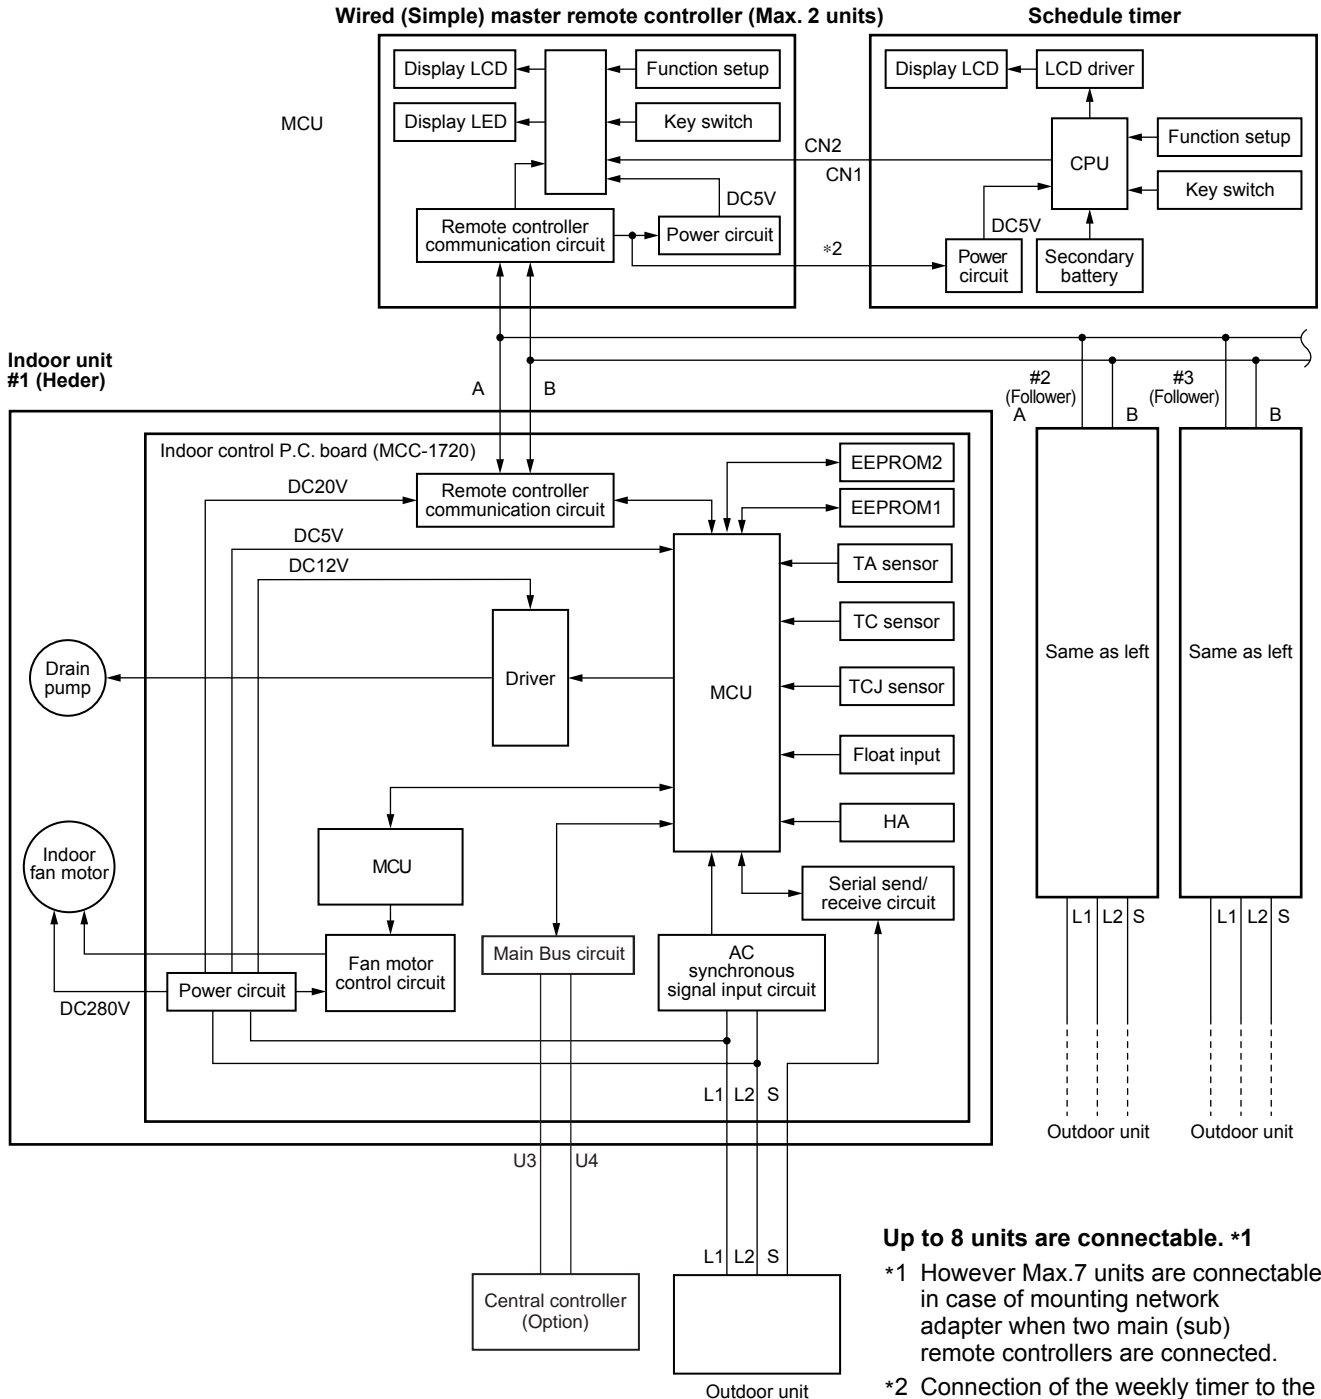 Wired (Simple) master remote controller (Max. 2 units)
Schedule timer
Display LCD
Function setup
Display LED
Key switch
MCU
DC5V
Remote controller
communication circuit
Power circuit
CN2
CN1
*2
Display LCD
LCD driver
CPU
Function setup
Key switch
DC5V
Power
circuit
Secondary
battery
Indoor unit
#1 (Heder)
A
B
#2
(Follower)
A
B
#3
(Follower)
B
Indoor control P.C. board (MCC-1720)
DC20V
Remote controller
communication circuit
DC5V
DC12V
EEPROM2
EEPROM1
TA sensor
TC sensor
TCJ sensor
Float input
HA
Serial send/
receive circuit
MCU
Driver
Drain
pump
Indoor
fan motor
MCU
Fan motor
control circuit
Power circuit
DC280V
Main Bus circuit
AC
synchronous
signal input circuit
L1
L2
S
Same as left
Same as left
L1
L2
S
L1
L2
S
Outdoor unit
Outdoor unit
U3
U4
L1
L2
S
Central controller
(Option)
Outdoor unit
Up to 8 units are connectable. *1
*1 However Max.7 units are connectable
in case of mounting network
adapter when two main (sub)
remote controllers are connected.
*2 Connection of the weekly timer to the